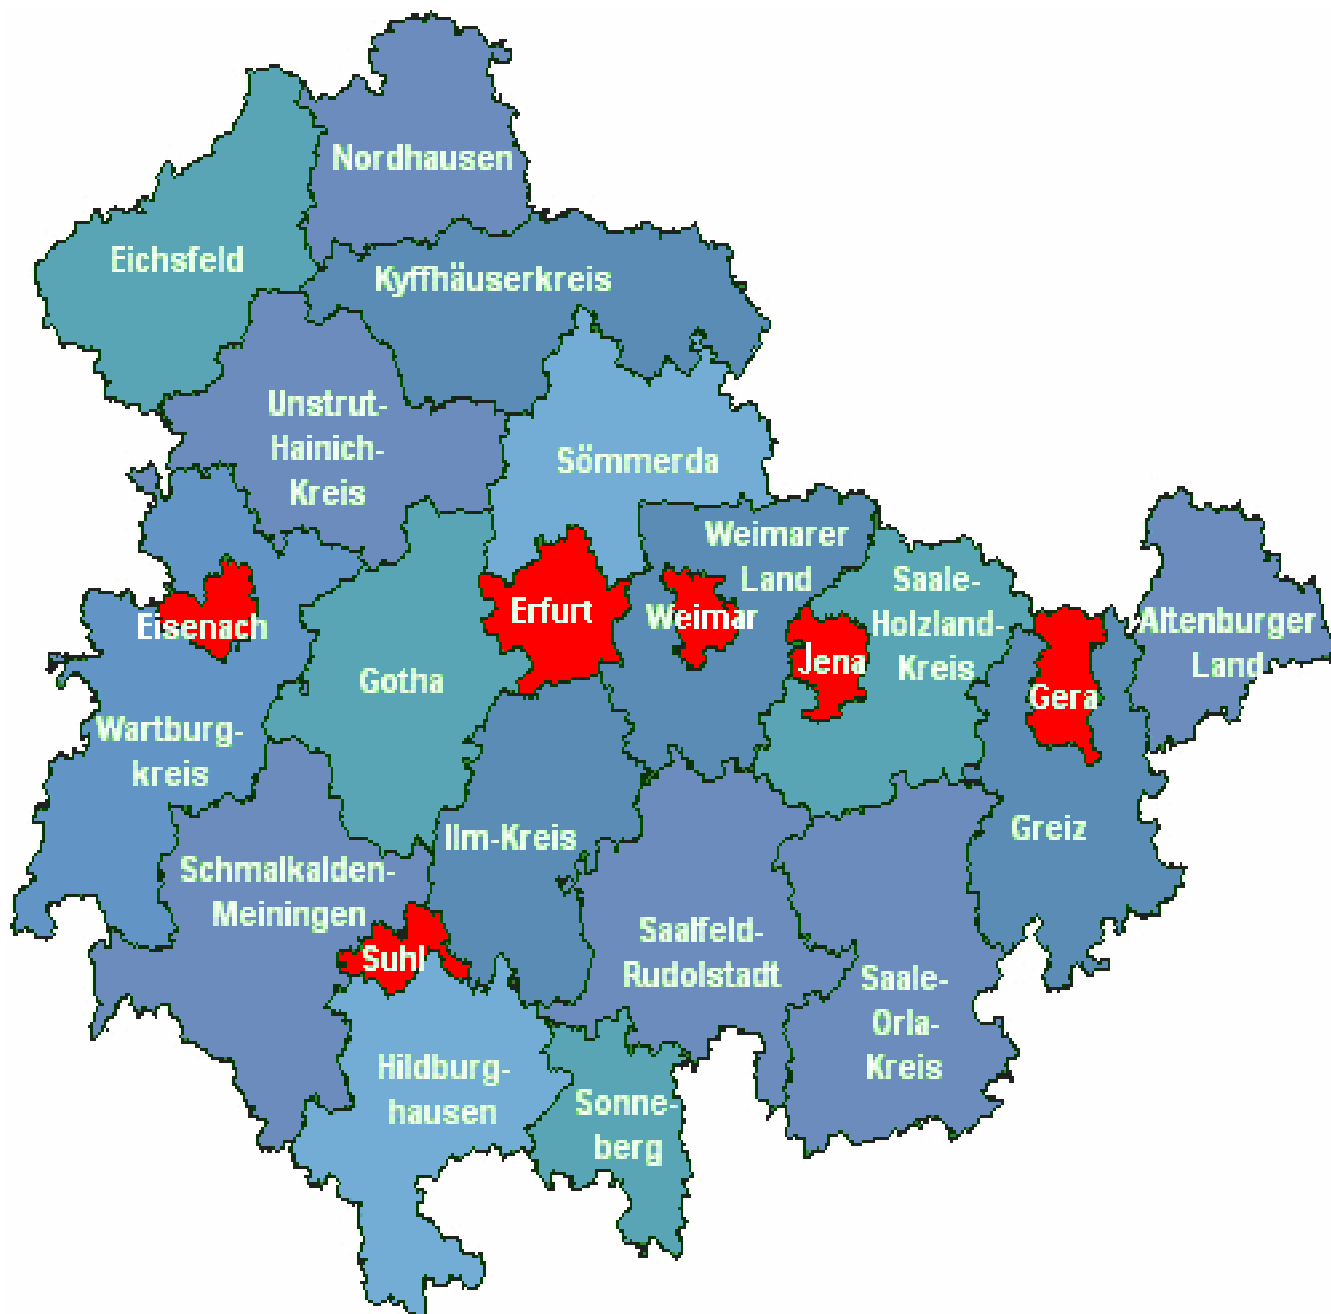 Nordhausen
Eichsfeld
Kyffhäuserkreis
Unstrut-
Hainich-
Kreis
Sömmerda
Weimarer
Land
Saale-
Holzland-
Kreis
Erfurt
Weimar
Eisenach
Jena
Altenburger
Land
Gotha
Gera
Wartburg-
kreis
Ilm-Kreis
Greiz
Schmalkalden-
Meiningen
Suhl
Saalfeld-
Rudolstadt
Saale-
Orla-
Kreis
Hildburg-
hausen
Sonne-
berg